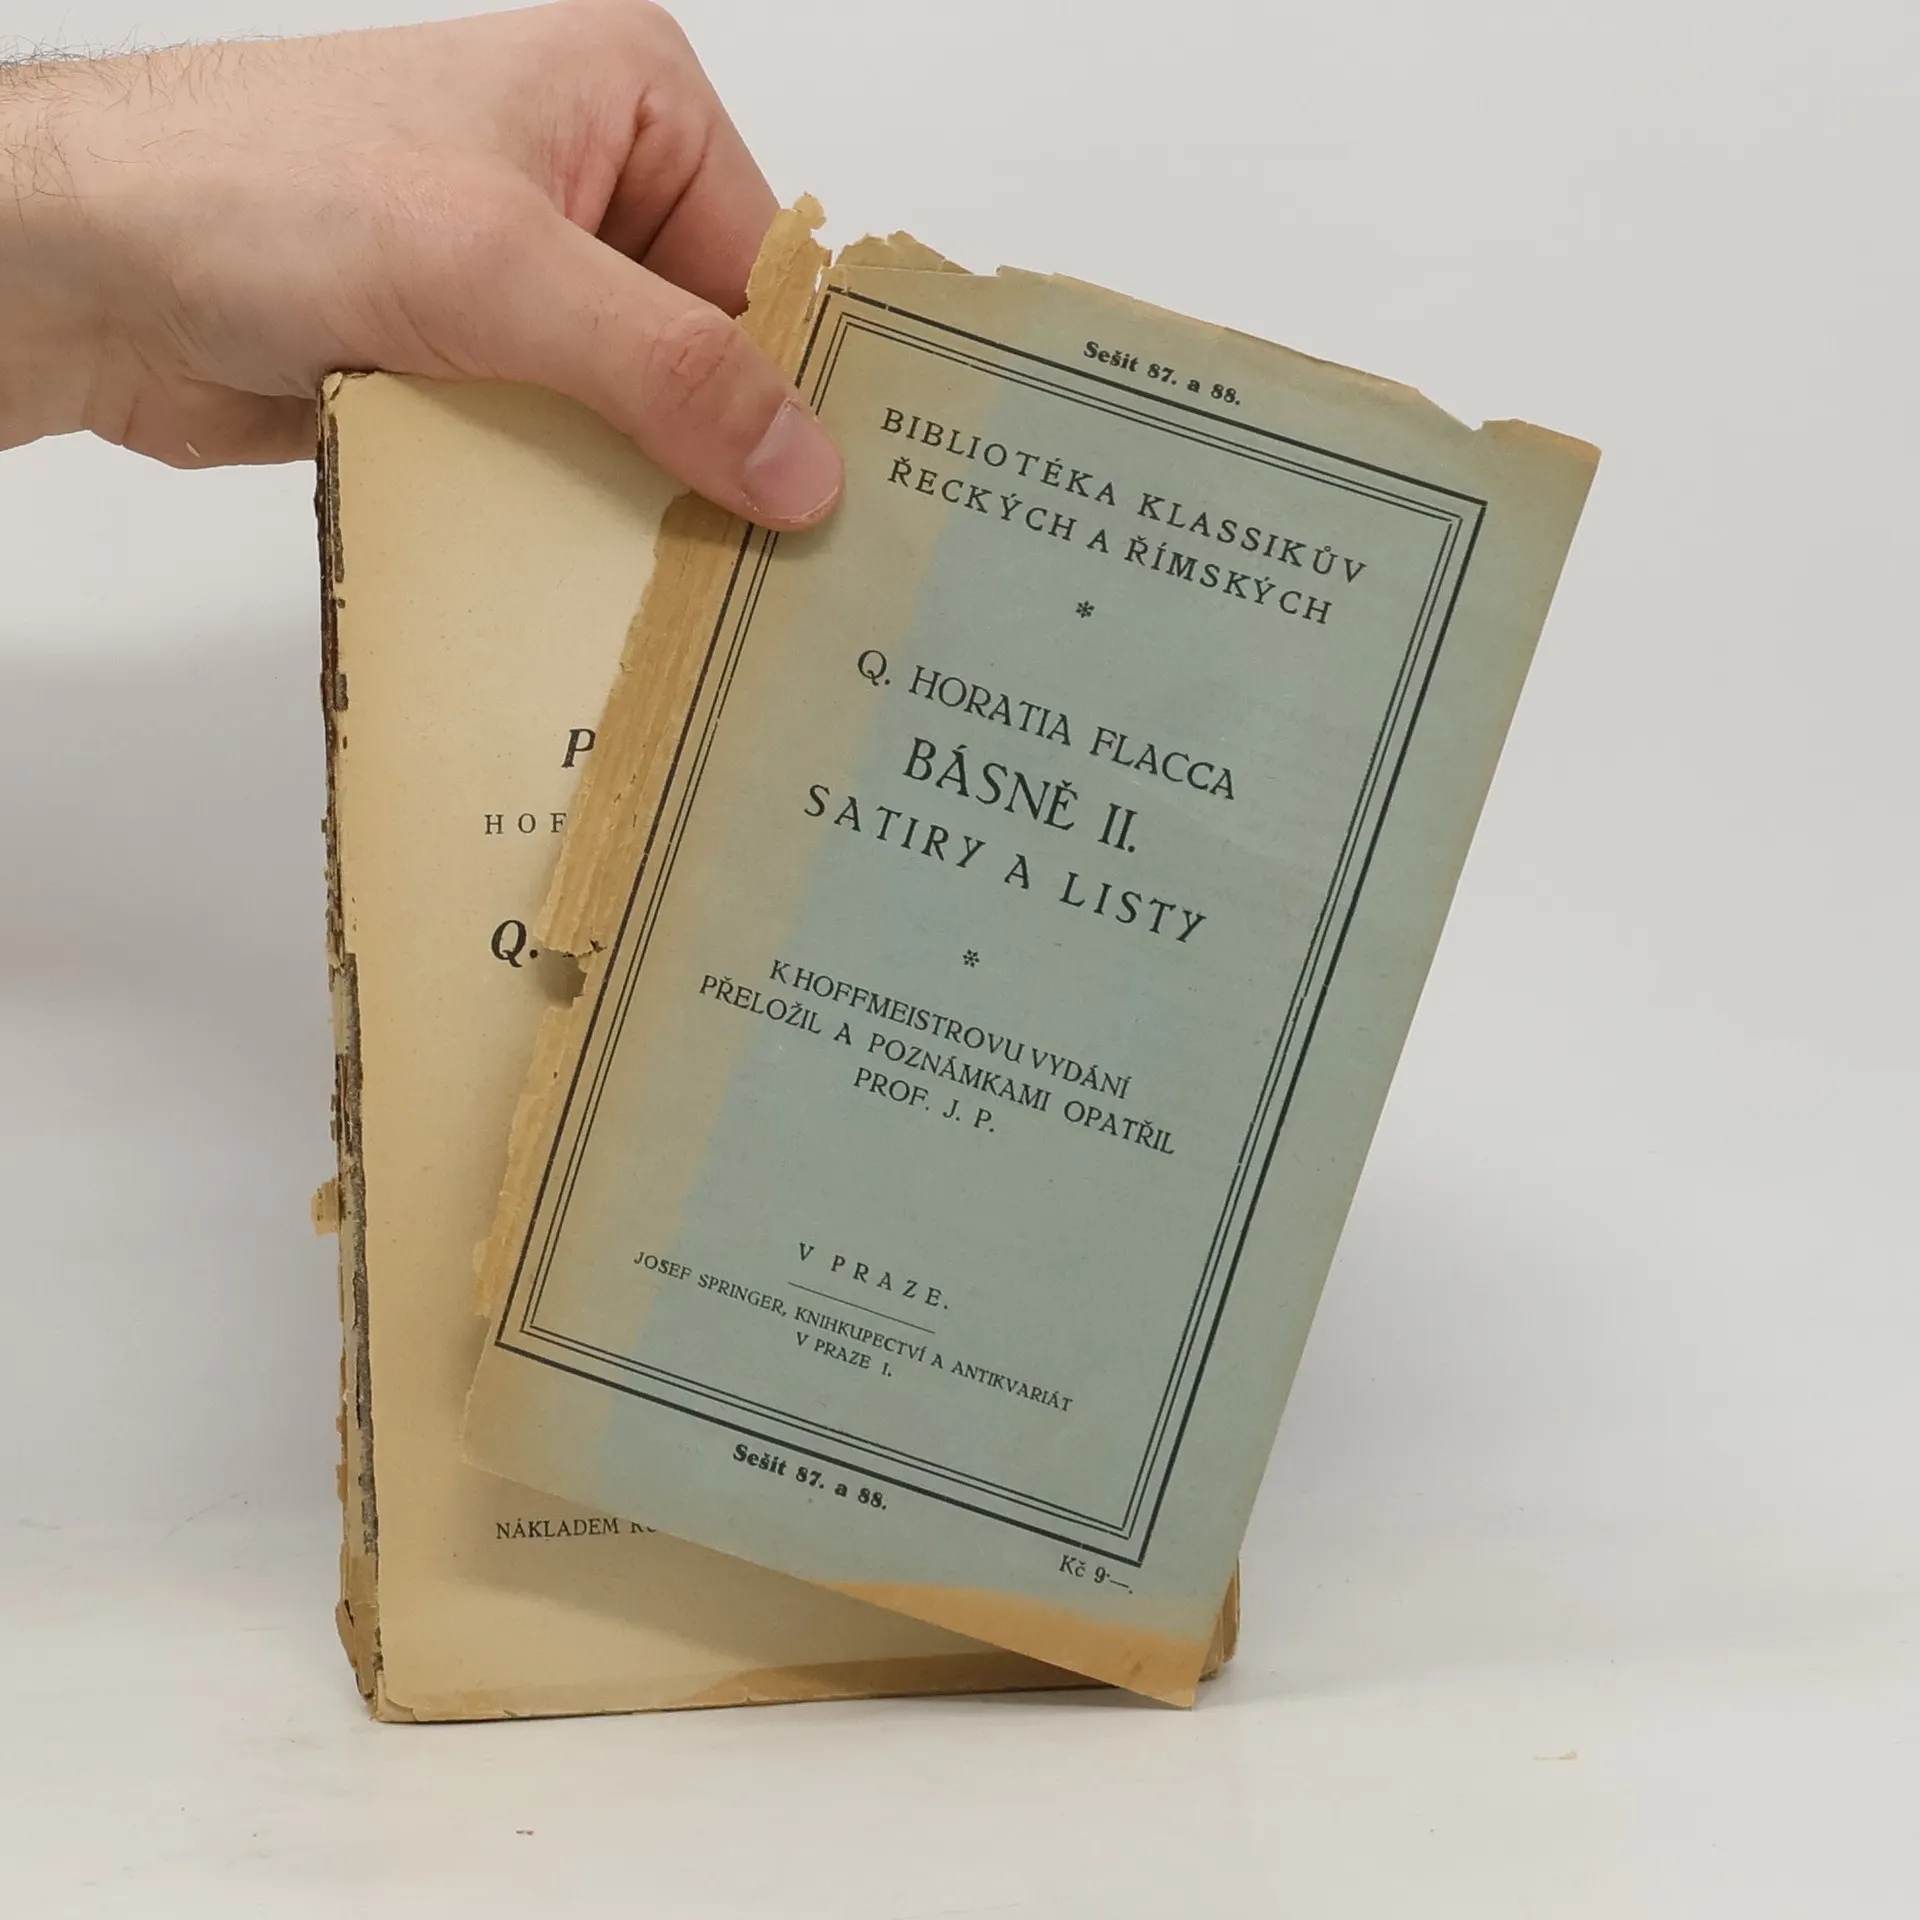 Sešit 87. a 88.
BIBLIOTÉKA KLASSIKŮV
ŘECKÝCH A ŘÍMSKÝCH
*
Q. HORATIA FLACCA
BÁSNĚ II.
SATIRY A LISTY
*
K HOFFMEISTROVU VYDÁNÍ
PŘELOŽIL A POZNÁMKAMI OPATŘIL
PROF. J. P.
V PRAZE.
JOSEF SPRINGER, KNIHKUPECTVÍ A ANTIKVARIÁT
V PRAZE I.
Sešit 87. a 88.
Kč 9·—.
P
HOF
Q.
NÁKLADEM